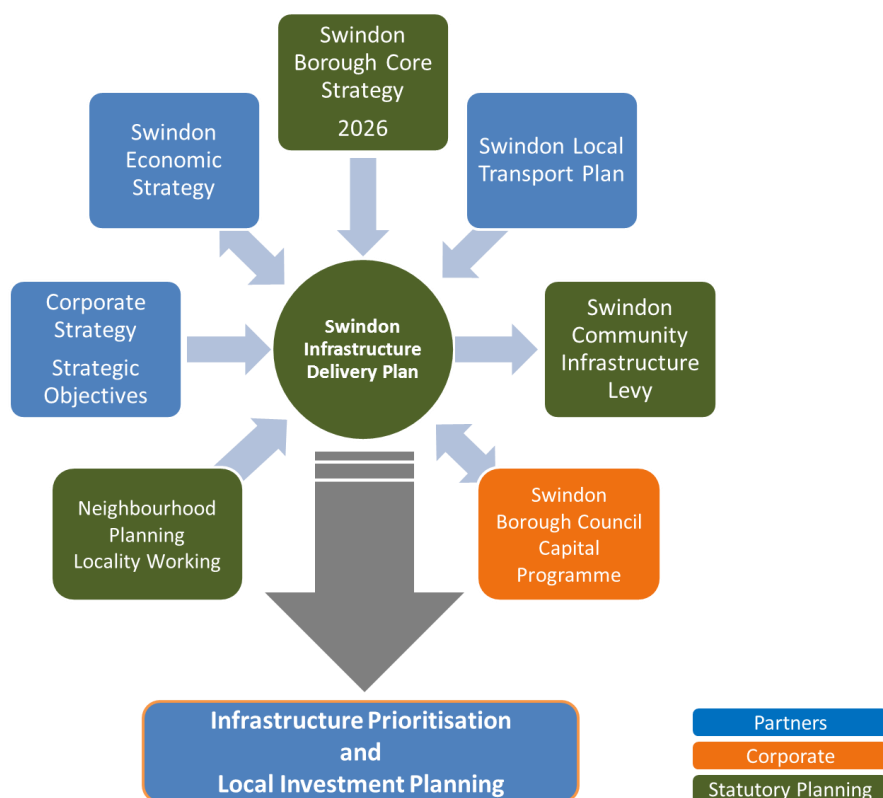 Swindon
Borough Core
Strategy
2026
Swindon
Economic
Strategy
Swindon Local
Transport Plan
Corporate
Strategy
Strategic
Objectives
Swindon
Infrastructure
Delivery Plan
Swindon
Community
Infrastructure
Levy
Neighbourhood
Planning
Locality Working
Swindon
Borough Council
Capital
Programme
Infrastructure Prioritisation
and
Local Investment Planning
Partners
Corporate
Statutory Planning